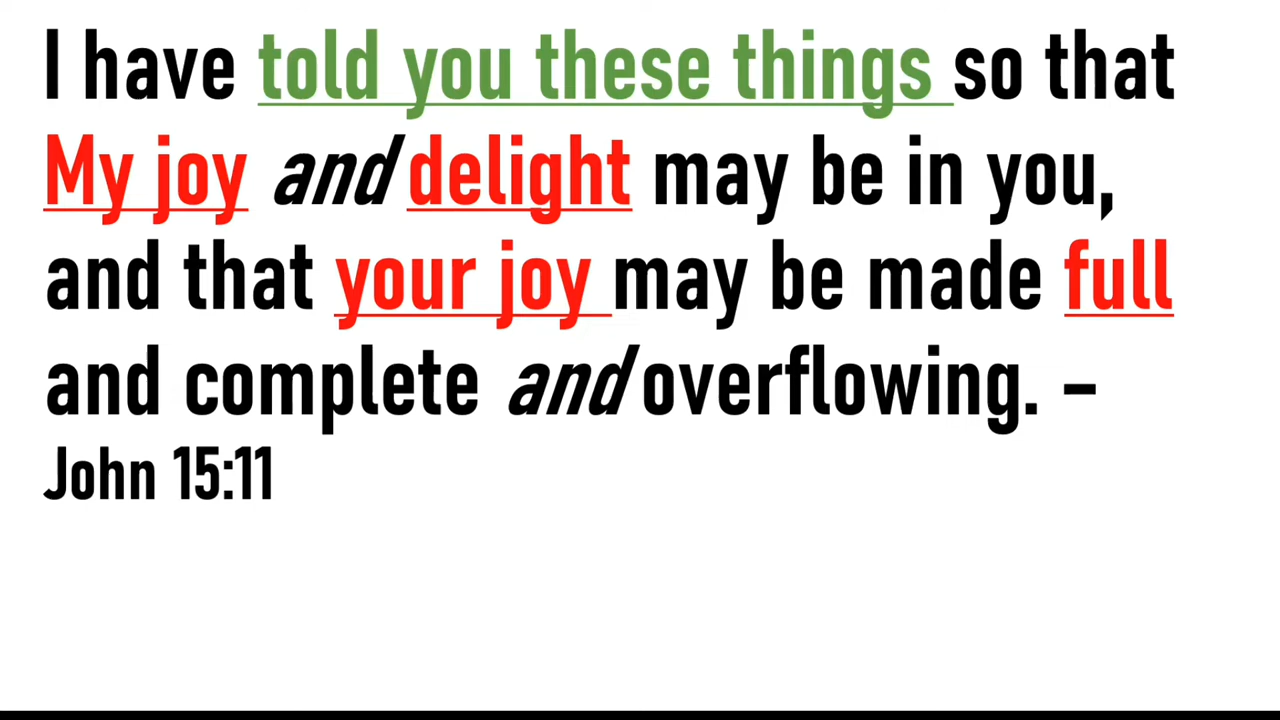 I have told you these things so that
My joy and delight may be in you,
and that your joy may be made full
and complete and overflowing. –
John 15:11